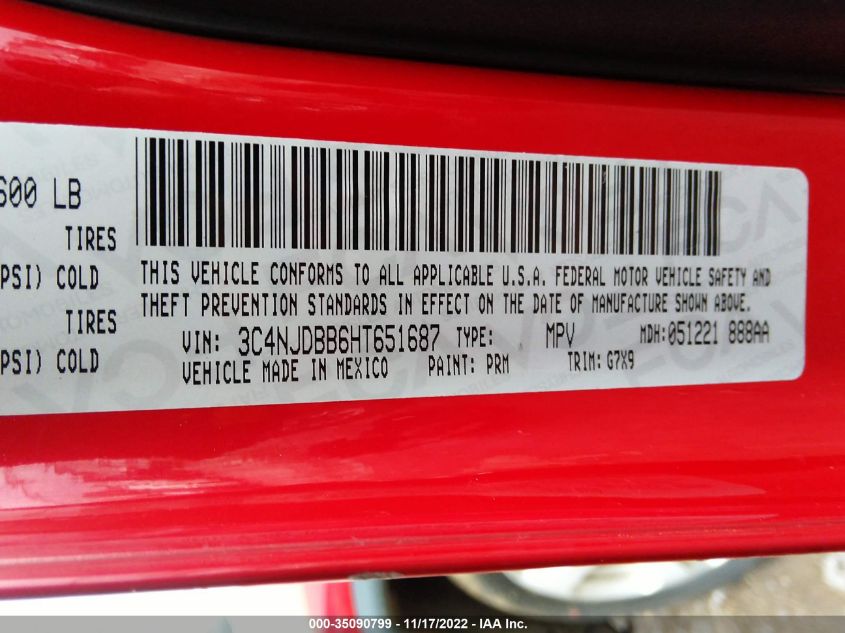 600 LB
TIRES
PSI) COLD
TIRES
PSI) COLD
THIS VEHICLE CONFORMS TO ALL APPLICABLE U.S.A. FEDERAL MOTOR VEHICLE SAFETY AND
THEFT PREVENTION STANDARDS IN EFFECT ON THE DATE OF MANUFACTURE SHOWN ABOVE.
VIN: 3C4NJDBB6HT651687 TYPE: MPV MDH:051221 888AA
VEHICLE MADE IN MEXICO PAINT: PRM TRIM: G7X9
000-35090799 - 11/17/2022 - IAA Inc.